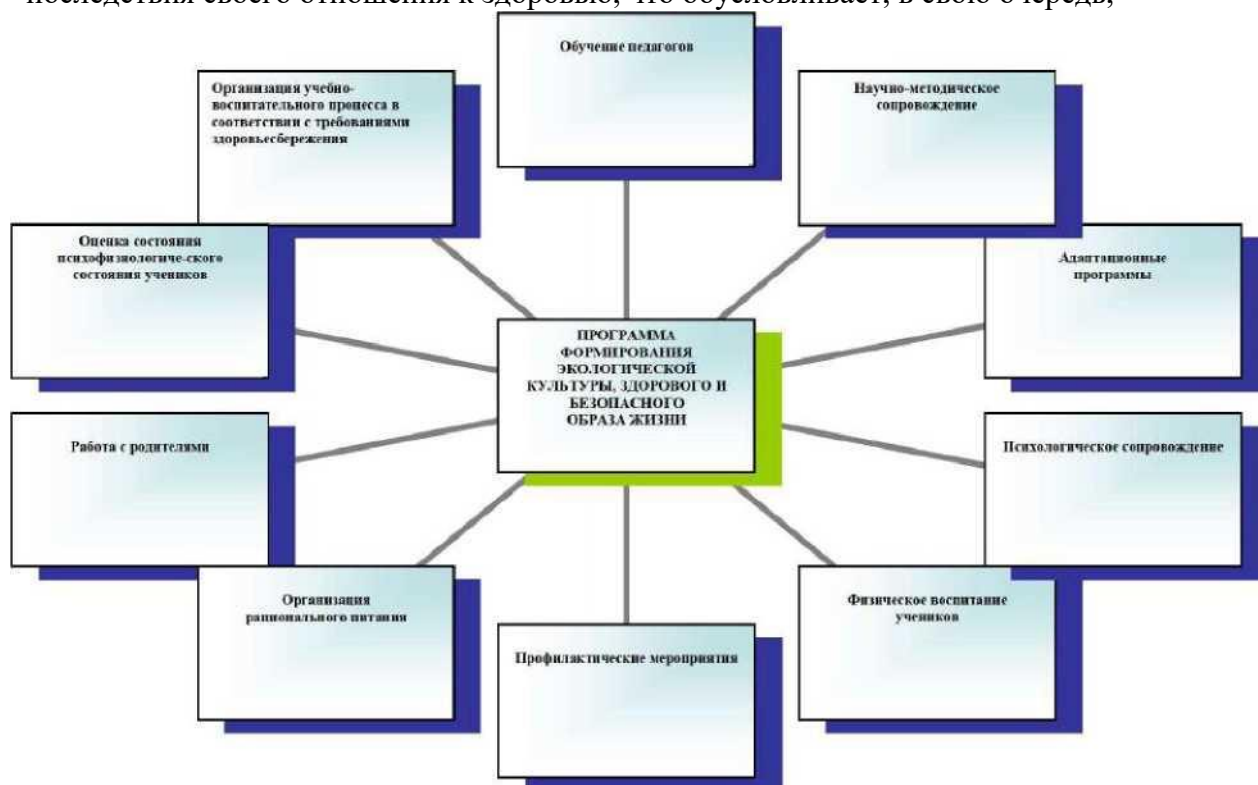 последствия своего отношения к здоровью, что обусловливает, в свою очередь,
Обучение педагогов
Организация учебно-
воспитательного процесса в
соответствии с требованиями
здоровьесбережения
Научно-методическое
сопровождение
Оценка состояния
психофизиологиче-ского
состояния учеников
Адаптационные
программы
ПРОГРАММА
ФОРМИРОВАНИЯ
ЭКОЛОГИЧЕСКОЙ
КУЛЬТУРЫ, ЗДОРОВОГО И
БЕЗОПАСНОГО
ОБРАЗА ЖИЗНИ
Работа с родителями
Психологическое сопровождение
Организация
рационального питания
Физическое воспитание
учеников
Профилактические мероприятия